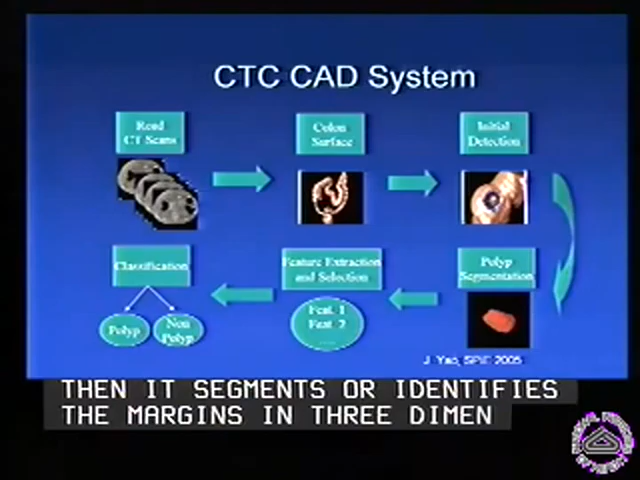 CTC CAD System
Read
CT Scans
Colon
Surface
Initial
Detection
Classification
Feature Extraction
and Selection
Polyp
Segmentation
Polyp
Non
Polyp
Feat. 1
Feat. 2
J. Yao, SPIE 2005
THEN IT SEGMENTS OR IDENTIFIES
THE MARGINS IN THREE DIMEN